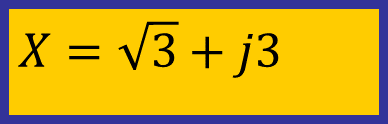 X = √3 + j3